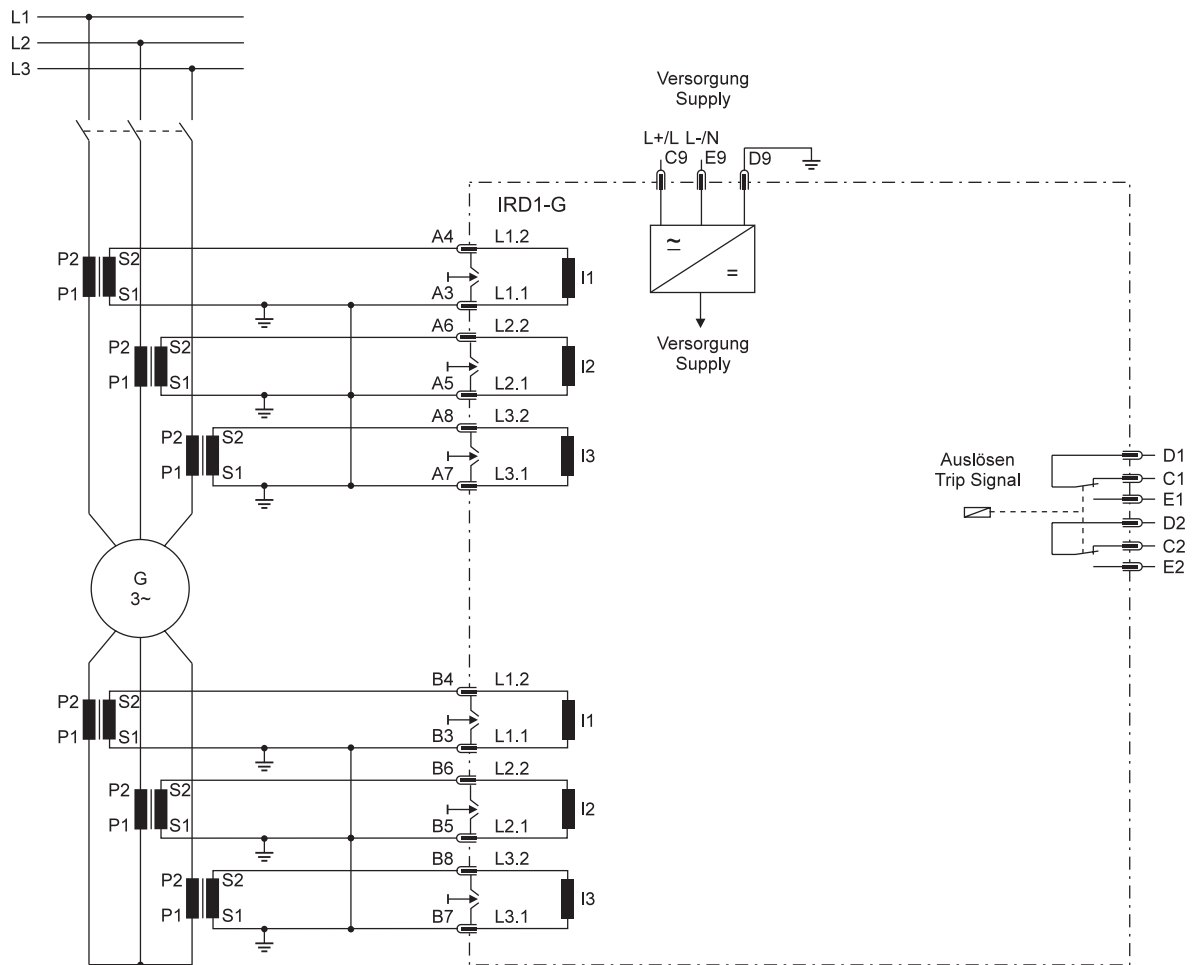 L1
L2
L3
Versorgung
Supply
L+/L L-/N
C9 E9 D9
IRD1-G
≃
=
Versorgung
Supply
A4 L1.2
P2 S2
I1
P1 S1
A3 L1.1
A6 L2.2
P2 S2
I2
P1 S1
A5 L2.1
A8 L3.2
P2 S2
I3
P1 S1
A7 L3.1
Auslösen
Trip Signal
D1
C1
E1
D2
C2
E2
G
3~
B4 L1.2
P2 S2
I1
P1 S1
B3 L1.1
B6 L2.2
P2 S2
I2
P1 S1
B5 L2.1
B8 L3.2
P2 S2
I3
P1 S1
B7 L3.1